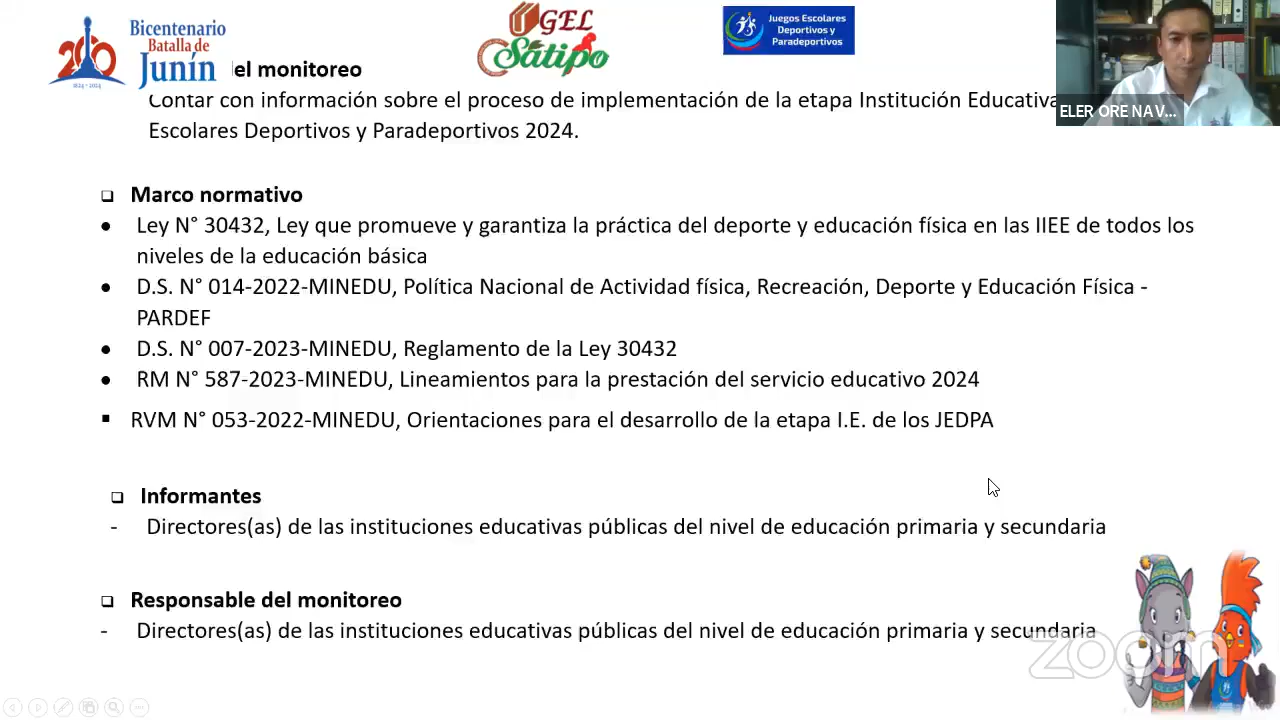 Bicentenario
Batalla de
Junín
1824 - 2024
UGEL
Satipo
Juegos Escolares
Deportivos y
Paradeportivos
el monitoreo
Contar con información sobre el proceso de implementación de la etapa Institución Educativa
Escolares Deportivos y Paradeportivos 2024.
ELER ORE NAV...
❑ Marco normativo
• Ley N° 30432, Ley que promueve y garantiza la práctica del deporte y educación física en las IIEE de todos los
niveles de la educación básica
• D.S. N° 014-2022-MINEDU, Política Nacional de Actividad física, Recreación, Deporte y Educación Física -
PARDEF
• D.S. N° 007-2023-MINEDU, Reglamento de la Ley 30432
• RM N° 587-2023-MINEDU, Lineamientos para la prestación del servicio educativo 2024
▪ RVM N° 053-2022-MINEDU, Orientaciones para el desarrollo de la etapa I.E. de los JEDPA
❑ Informantes
- Directores(as) de las instituciones educativas públicas del nivel de educación primaria y secundaria
❑ Responsable del monitoreo
- Directores(as) de las instituciones educativas públicas del nivel de educación primaria y secundaria
zoom